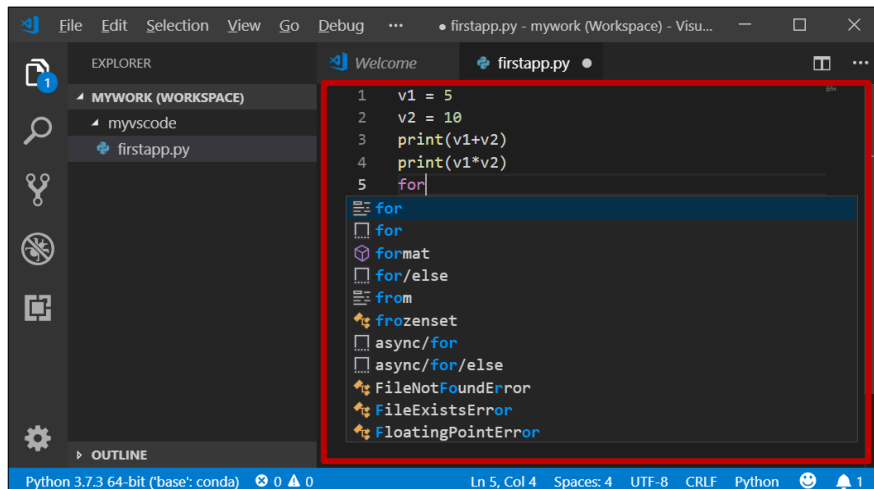 File Edit Selection View Go Debug ••• ● firstapp.py - mywork (Workspace) - Visu...
EXPLORER
Welcome
firstapp.py ●
1
MYWORK (WORKSPACE)
myvscode
firstapp.py
1 v1 = 5
2 v2 = 10
3 print(v1+v2)
4 print(v1*v2)
5 for
for
for
format
for/else
from
frozenset
async/for
async/for/else
FileNotFoundError
FileExistsError
FloatingPointError
OUTLINE
Python 3.7.3 64-bit ('base': conda) 0 0 Ln 5, Col 4 Spaces: 4 UTF-8 CRLF Python 1